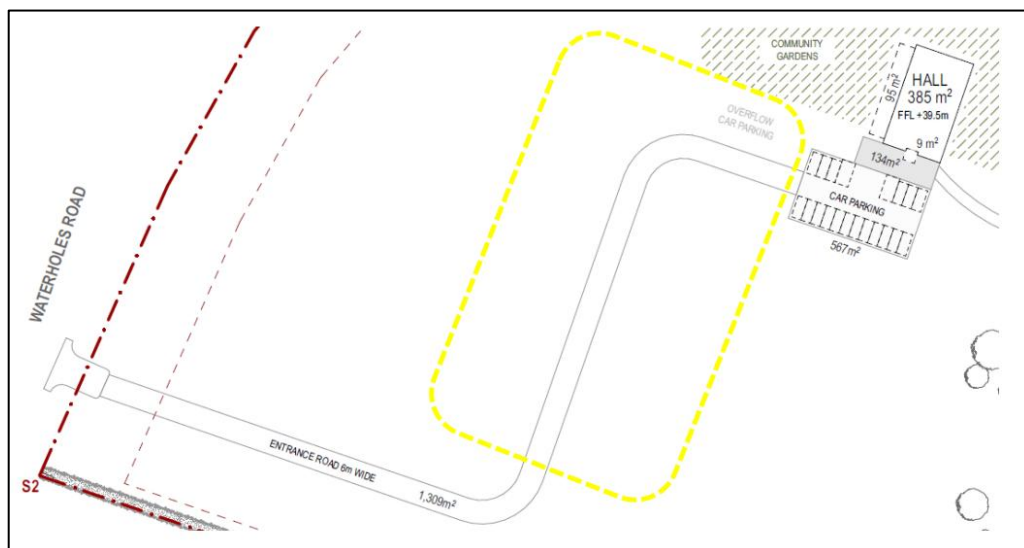 COMMUNITY
GARDENS
95 m²
HALL
385 m²
FFL +39.5m
9 m²
OVERFLOW
CAR PARKING
134m²
CAR PARKING
567m²
WATERHOLES ROAD
ENTRANCE ROAD 6m WIDE
1,309m²
S2